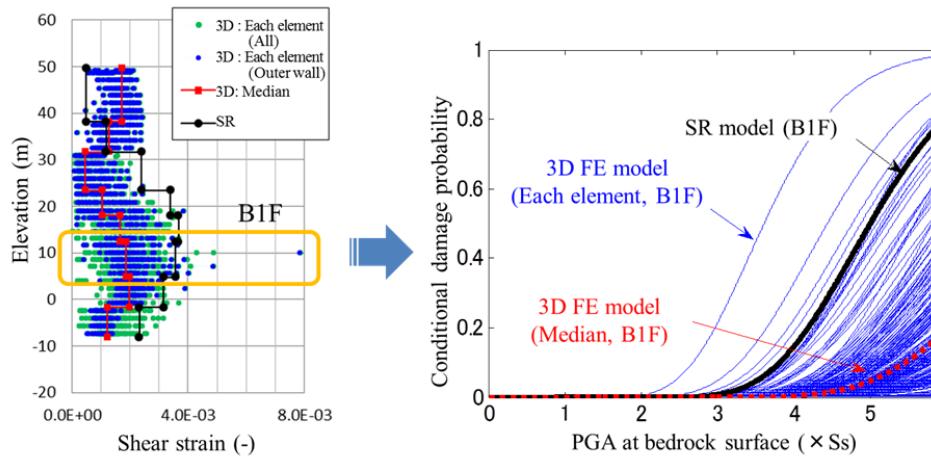 60
50
40
30
20
10
0
-10
-20
Elevation (m)
3D : Each element
(All)
3D : Each element
(Outer wall)
3D: Median
SR
B1F
0.0E+00
4.0E-03
8.0E-03
Shear strain (-)
1
0.8
0.6
0.4
0.2
0
Conditional damage probability
SR model (B1F)
3D FE model
(Each element, B1F)
3D FE model
(Median, B1F)
0
1
2
3
4
5
PGA at bedrock surface (×Ss)